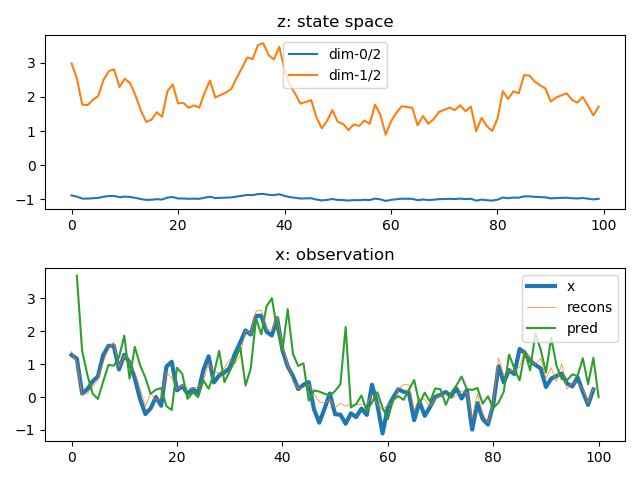 z: state space
dim-0/2
dim-1/2
3
2
1
0
−1
0 20 40 60 80 100
x: observation
x
recons
pred
3
2
1
0
−1
0 20 40 60 80 100